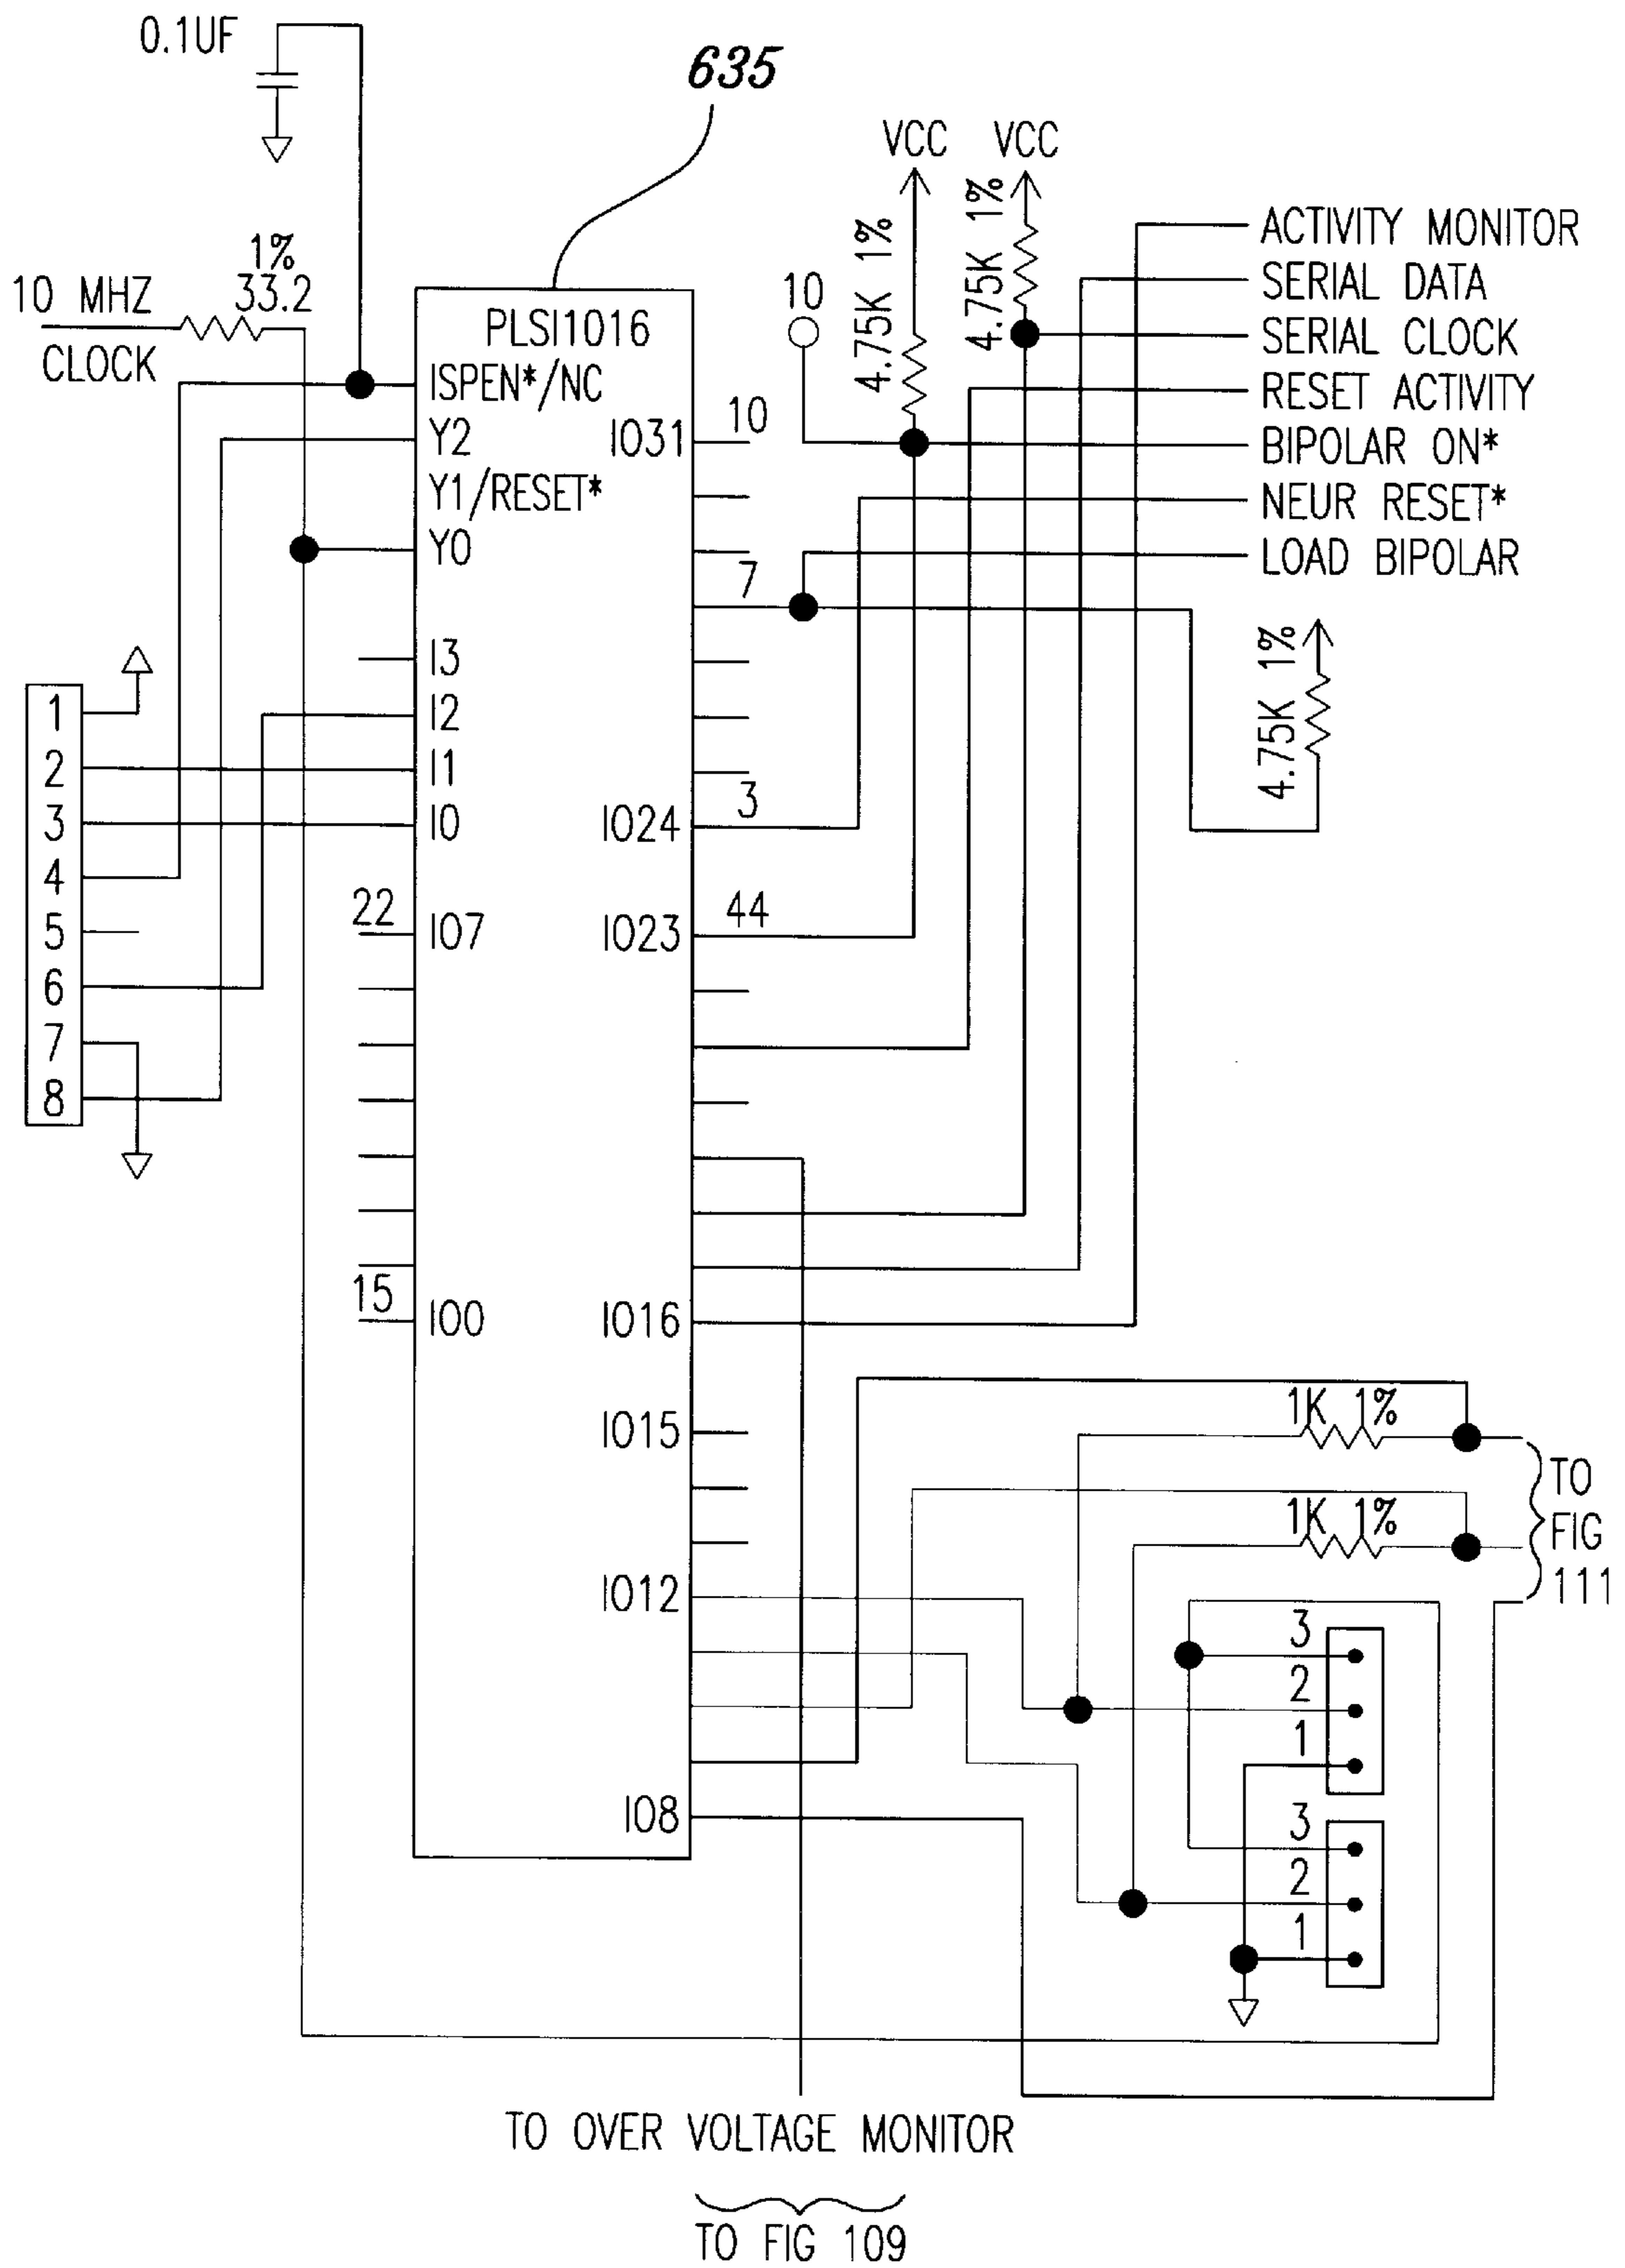 0.1UF
635
VCC VCC
4.75K 1%
4.75K 1%
10
ACTIVITY MONITOR
SERIAL DATA
SERIAL CLOCK
RESET ACTIVITY
BIPOLAR ON*
NEUR RESET*
LOAD BIPOLAR
4.75K 1%
10 MHZ
CLOCK
1%
33.2
PLSI1016
ISPEN*/NC
Y2
Y1/RESET*
Y0
I3
I2
I1
I0
22
IO7
15
IO0
IO31
10
7
3
IO24
44
IO23
IO16
IO15
IO12
IO8
1
2
3
4
5
6
7
8
1K 1%
1K 1%
TO
FIG
111
3
2
1
3
2
1
TO OVER VOLTAGE MONITOR
TO FIG 109